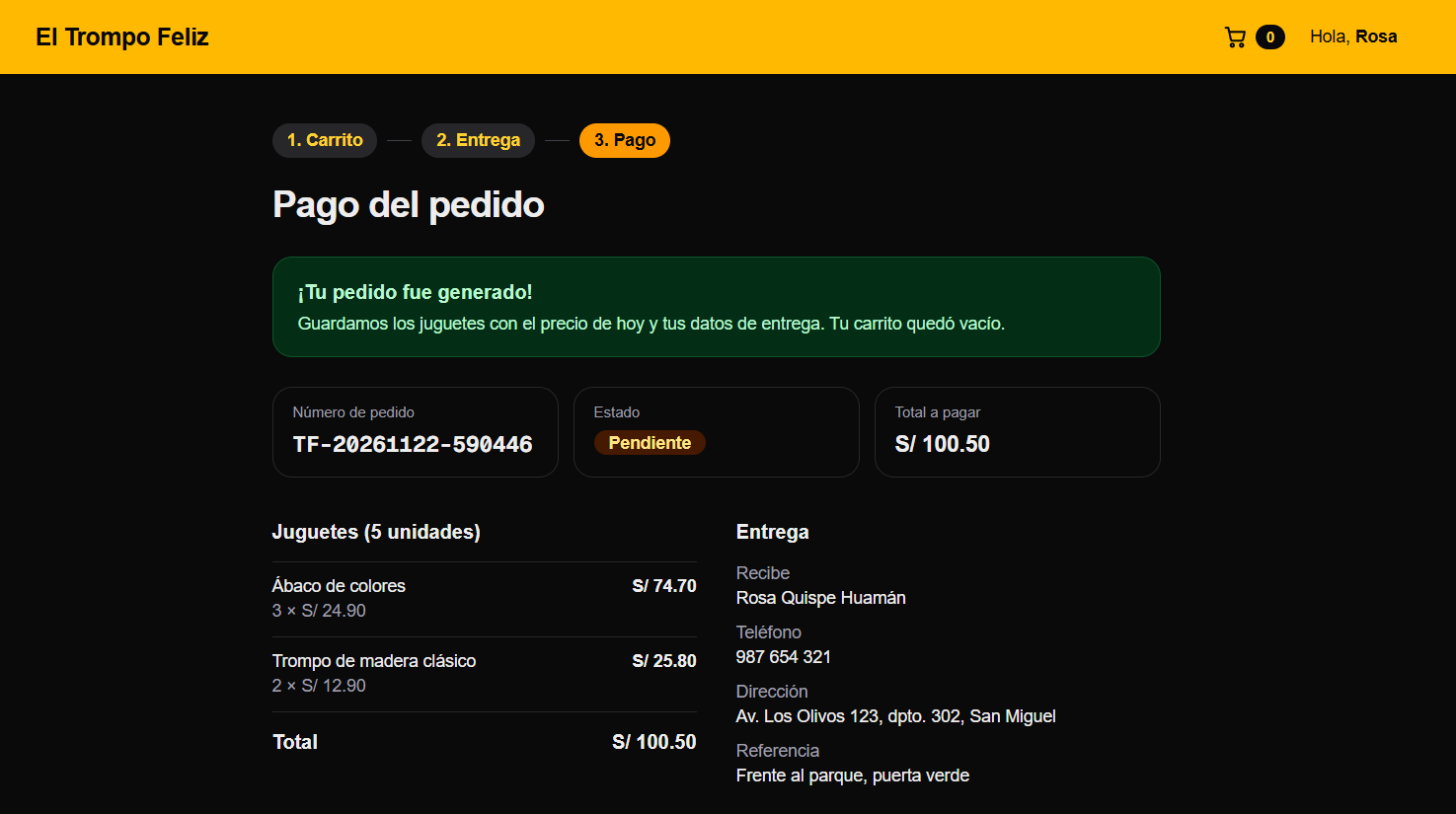 El Trompo Feliz
0
Hola, Rosa
1. Carrito
2. Entrega
3. Pago
Pago del pedido
¡Tu pedido fue generado!
Guardamos los juguetes con el precio de hoy y tus datos de entrega. Tu carrito quedó vacío.
Número de pedido
TF-20261122-590446
Estado
Pendiente
Total a pagar
S/ 100.50
Juguetes (5 unidades)
Ábaco de colores
S/ 74.70
3 × S/ 24.90
Trompo de madera clásico
S/ 25.80
2 × S/ 12.90
Total
S/ 100.50
Entrega
Recibe
Rosa Quispe Huamán
Teléfono
987 654 321
Dirección
Av. Los Olivos 123, dpto. 302, San Miguel
Referencia
Frente al parque, puerta verde